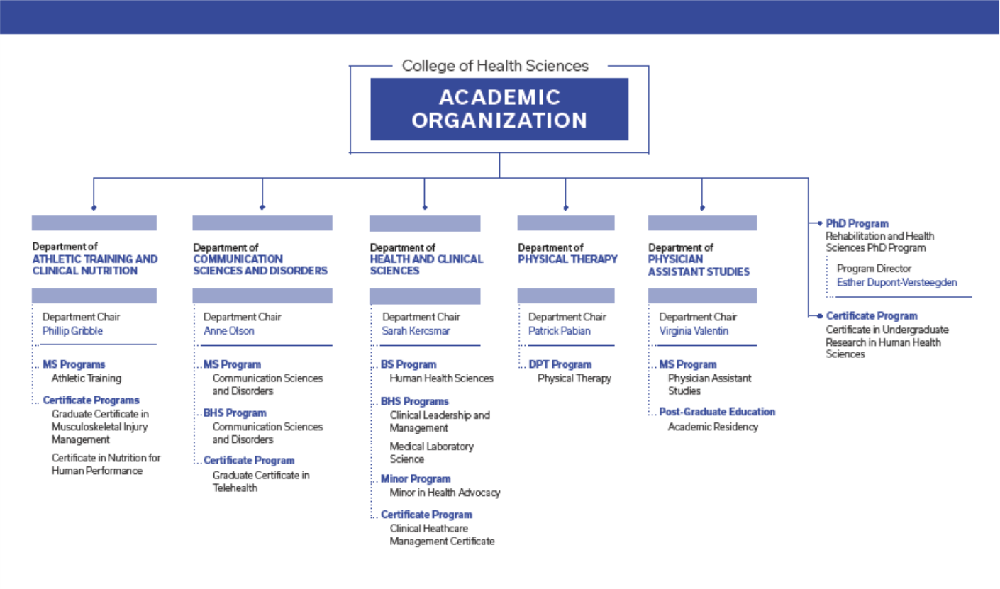 College of Health Sciences
ACADEMIC
ORGANIZATION
Department of
ATHLETIC TRAINING AND
CLINICAL NUTRITION
Department Chair
Phillip Gribble
MS Programs
Athletic Training
Certificate Programs
Graduate Certificate in
Musculoskeletal Injury
Management
Certificate in Nutrition for
Human Performance
Department of
COMMUNICATION
SCIENCES AND DISORDERS
Department Chair
Anne Olson
MS Program
Communication Sciences
and Disorders
BHS Program
Communication Sciences
and Disorders
Certificate Program
Graduate Certificate in
Telehealth
Department of
HEALTH AND CLINICAL
SCIENCES
Department Chair
Sarah Kercsmar
BS Program
Human Health Sciences
BHS Programs
Clinical Leadership and
Management
Medical Laboratory
Science
Minor Program
Minor in Health Advocacy
Certificate Program
Clinical Heathcare
Management Certificate
Department of
PHYSICAL THERAPY
Department Chair
Patrick Pabian
DPT Program
Physical Therapy
Department of
PHYSICIAN
ASSISTANT STUDIES
Department Chair
Virginia Valentin
MS Program
Physician Assistant
Studies
Post-Graduate Education
Academic Residency
PhD Program
Rehabilitation and Health
Sciences PhD Program
Program Director
Esther Dupont-Versteegden
Certificate Program
Certificate in Undergraduate
Research in Human Health
Sciences